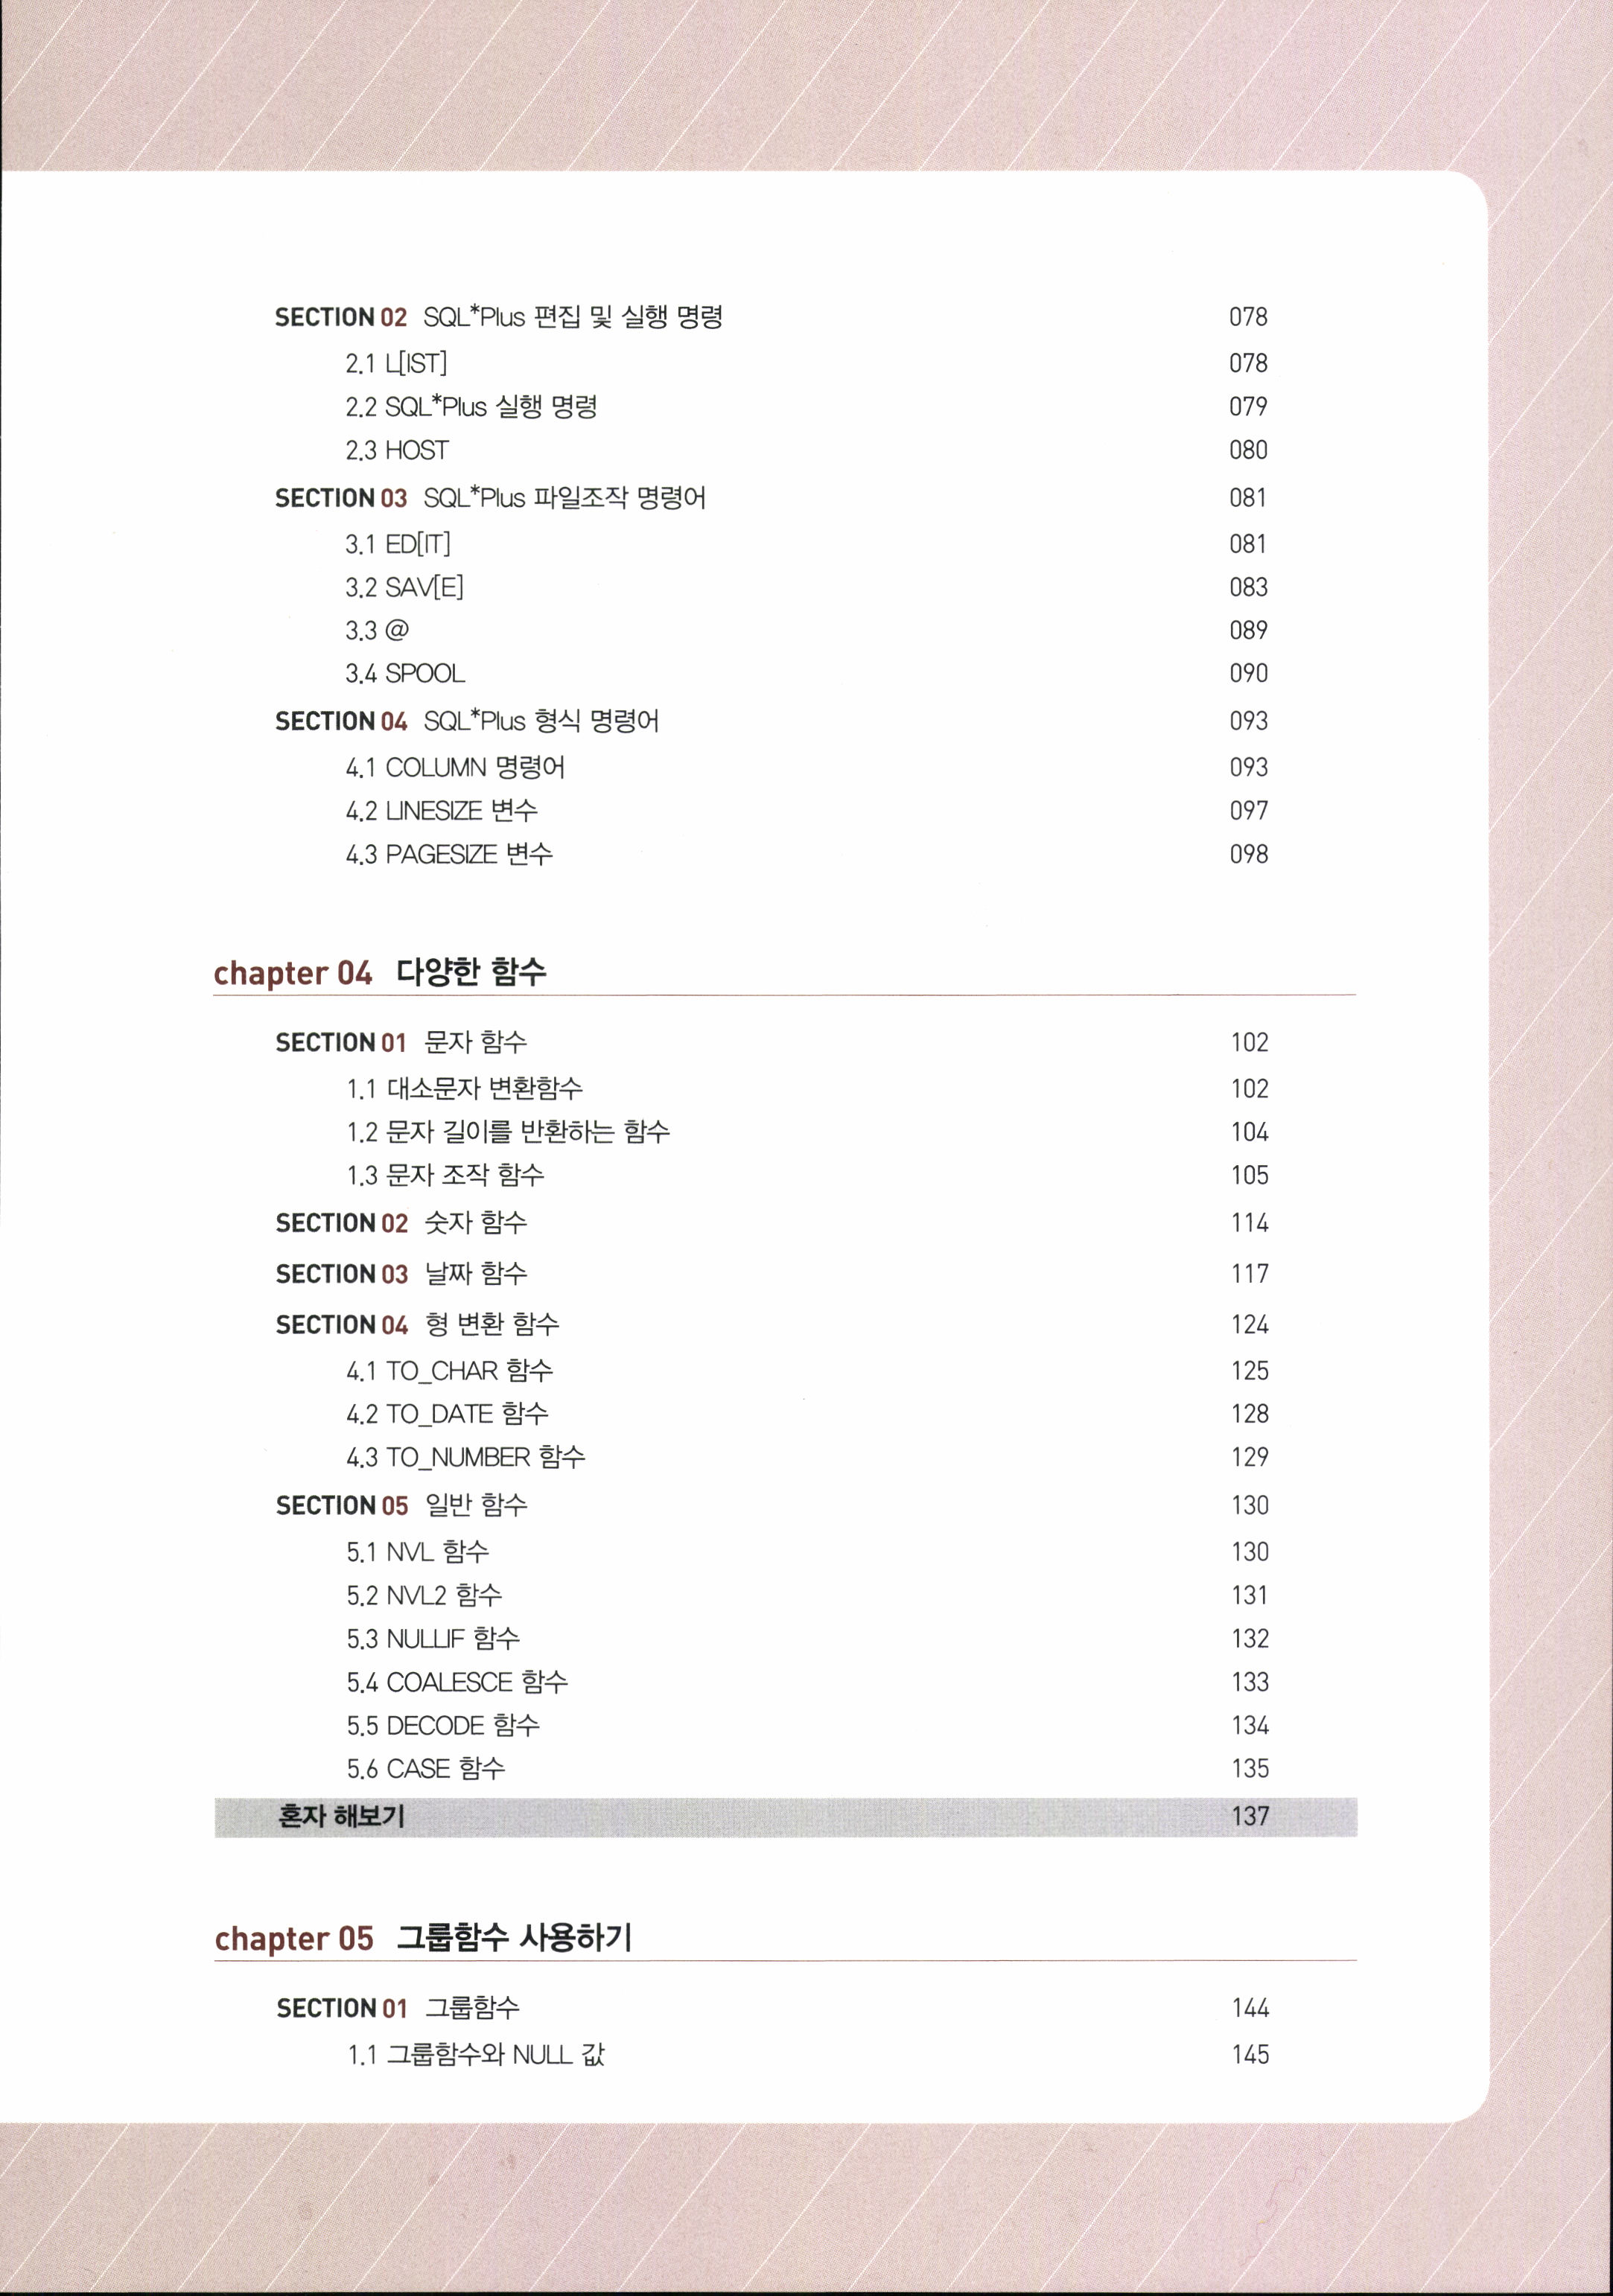 SECTION 02 SQL*Plus 편집 및 실행 명령 078
2.1 L[IST] 078
2.2 SQL*Plus 실행 명령 079
2.3 HOST 080
SECTION 03 SQL*Plus 파일조작 명령어 081
3.1 ED[IT] 081
3.2 SAV[E] 083
3.3 @ 089
3.4 SPOOL 090
SECTION 04 SQL*Plus 형식 명령어 093
4.1 COLUMN 명령어 093
4.2 LINESIZE 변수 097
4.3 PAGESIZE 변수 098
chapter 04 다양한 함수
SECTION 01 문자 함수 102
1.1 대소문자 변환함수 102
1.2 문자 길이를 반환하는 함수 104
1.3 문자 조작 함수 105
SECTION 02 숫자 함수 114
SECTION 03 날짜 함수 117
SECTION 04 형 변환 함수 124
4.1 TO_CHAR 함수 125
4.2 TO_DATE 함수 128
4.3 TO_NUMBER 함수 129
SECTION 05 일반 함수 130
5.1 NVL 함수 130
5.2 NVL2 함수 131
5.3 NULLIF 함수 132
5.4 COALESCE 함수 133
5.5 DECODE 함수 134
5.6 CASE 함수 135
혼자 해보기 137
chapter 05 그룹함수 사용하기
SECTION 01 그룹함수 144
1.1 그룹함수와 NULL 값 145